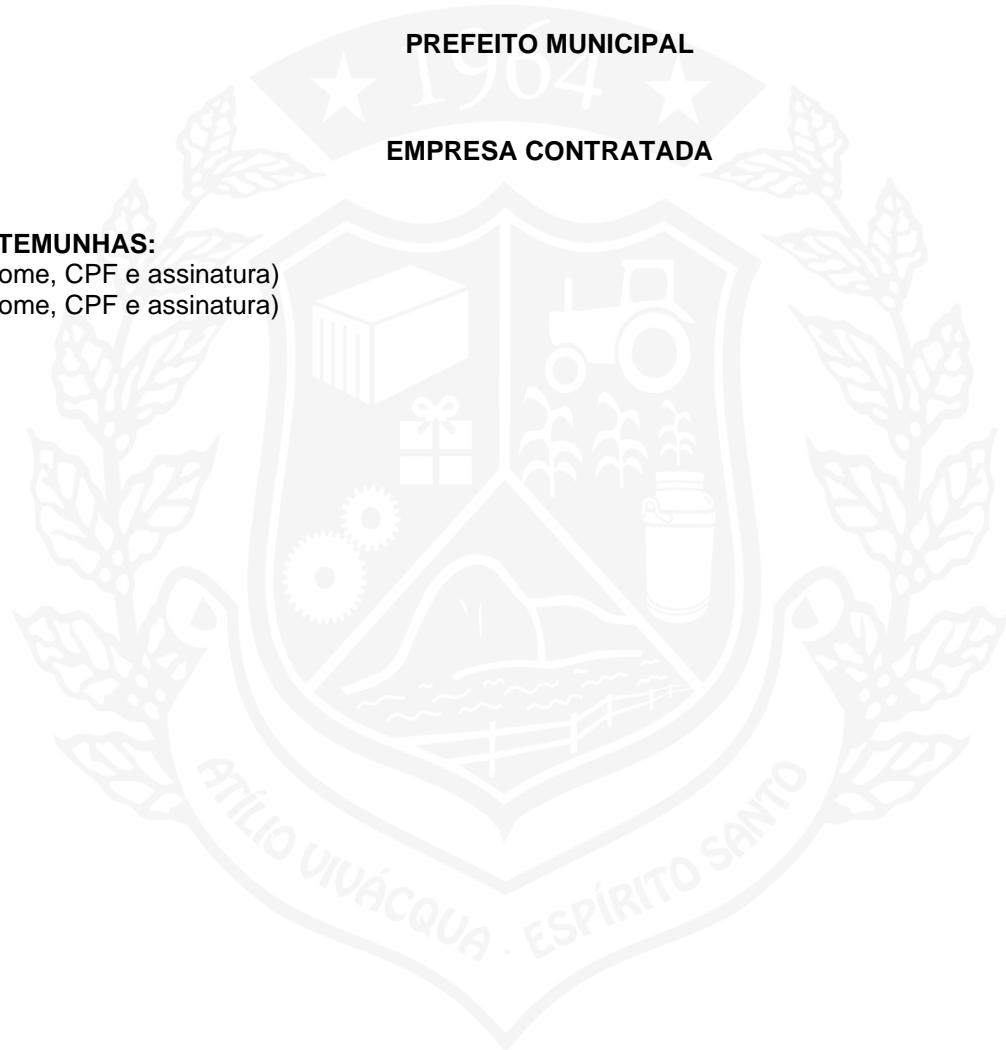 PREFEITO MUNICIPAL
1964
EMPRESA CONTRATADA
TEMUNHAS:
ome, CPF e assinatura)
ome, CPF e assinatura)
ATÍLIO VIVÁCQUA . ESPÍRITO SANTO